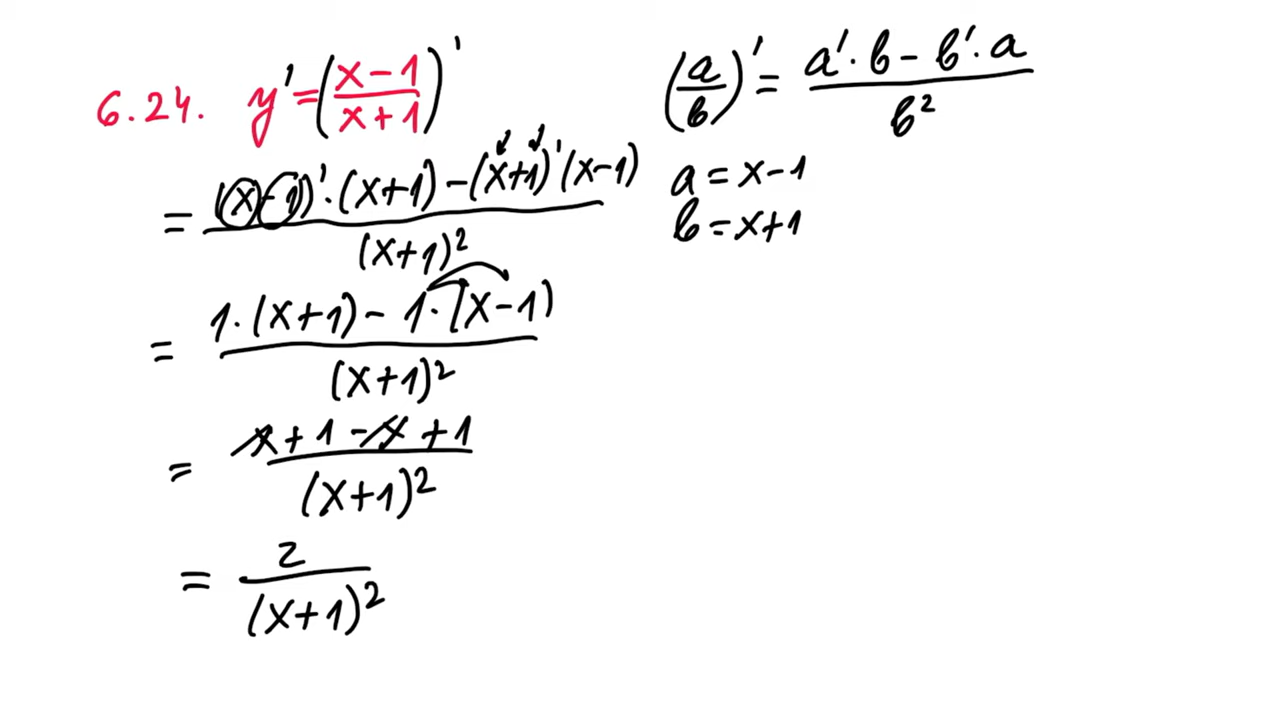 6.24. y' = ((x-1)/(x+1))'
= ((x-1)'·(x+1) - (x+1)'(x-1))/(x+1)²
= (1·(x+1) - 1·(x-1))/(x+1)²
= (x+1-x+1)/(x+1)²
= 2/(x+1)²
(a/b)' = (a'·b - b'·a)/b²
a = x-1
b = x+1